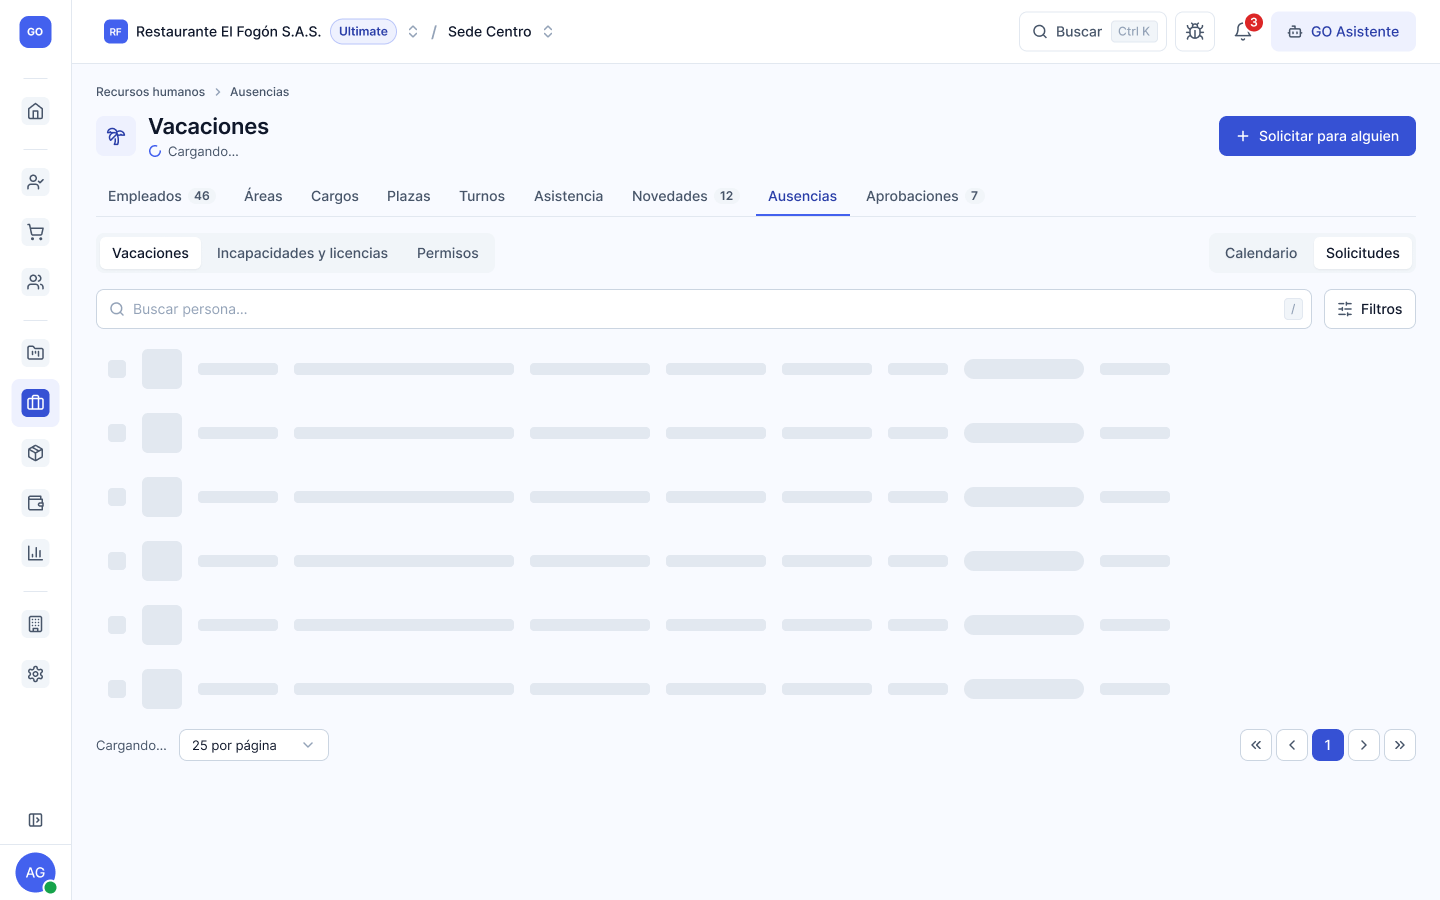 GO
RF Restaurante El Fogón S.A.S. Ultimate / Sede Centro
Buscar Ctrl K
3
GO Asistente
Recursos humanos > Ausencias
Vacaciones
Cargando...
+ Solicitar para alguien
Empleados 46 Áreas Cargos Plazas Turnos Asistencia Novedades 12 Ausencias Aprobaciones 7
Vacaciones Incapacidades y licencias Permisos
Calendario Solicitudes
Buscar persona... /
Filtros
Cargando... 25 por página
« ‹ 1 › »
AG